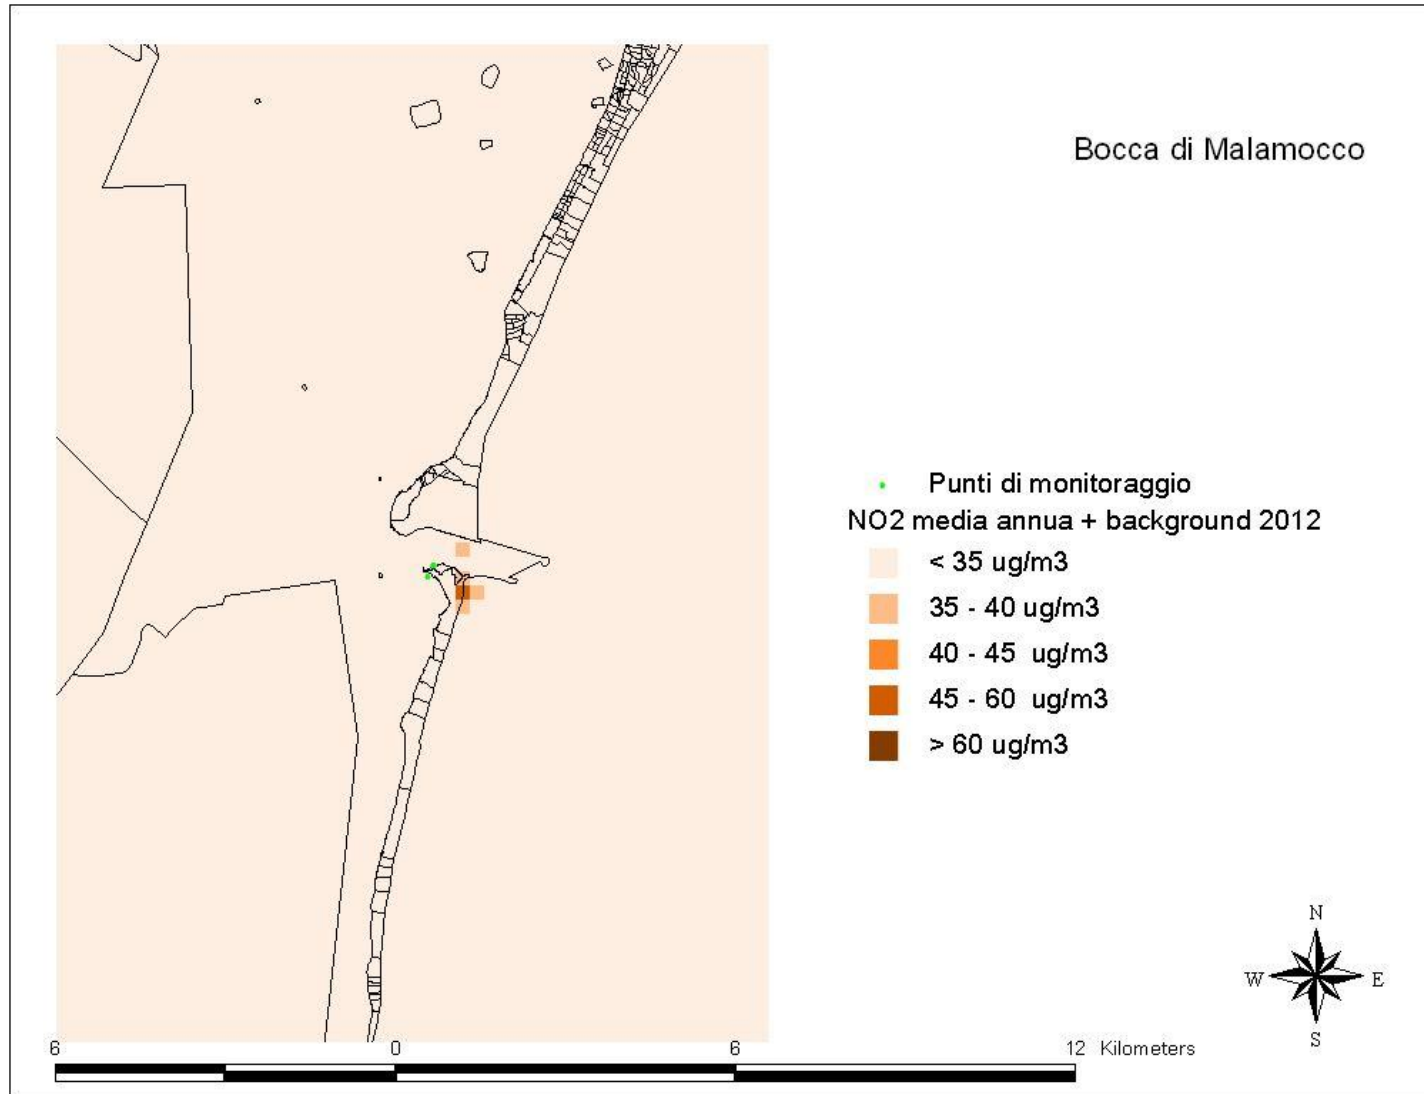 Bocca di Malamocco
Punti di monitoraggio
NO2 media annua + background 2012
< 35 ug/m3
35 - 40 ug/m3
40 - 45 ug/m3
45 - 60 ug/m3
> 60 ug/m3
N
W E
S
6 0 6 12 Kilometers